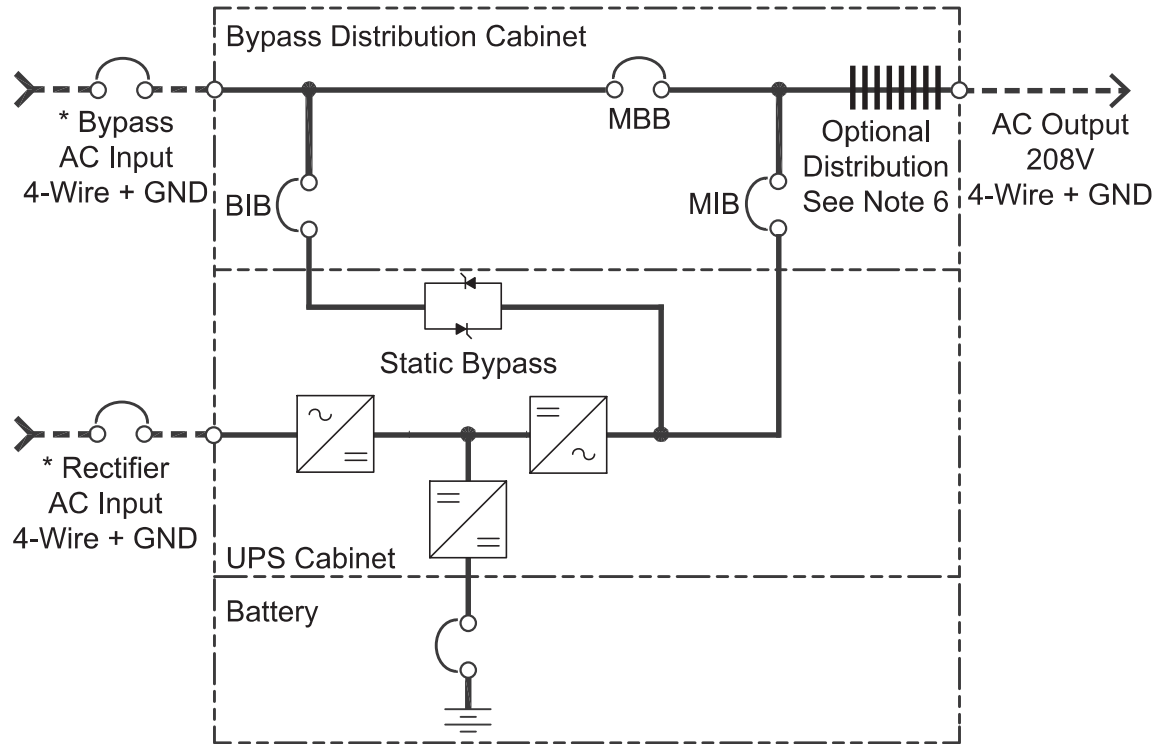 Bypass Distribution Cabinet
* Bypass
AC Input
4-Wire + GND
MBB
Optional
Distribution
See Note 6
AC Output
208V
4-Wire + GND
BIB
MIB
Static Bypass
* Rectifier
AC Input
4-Wire + GND
UPS Cabinet
Battery